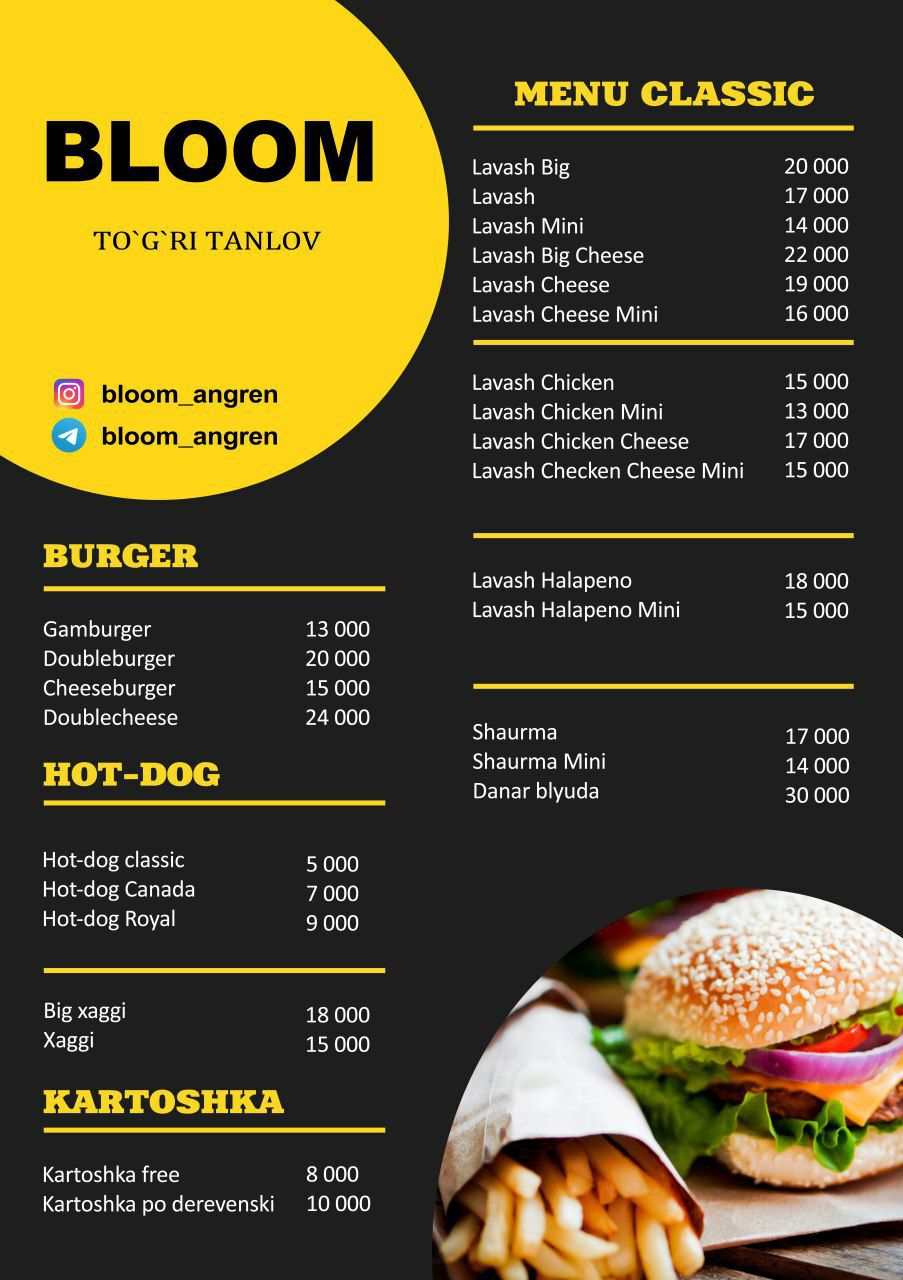 BLOOM
TO`G`RI TANLOV
bloom_angren
bloom_angren
BURGER
Gamburger 13 000
Doubleburger 20 000
Cheeseburger 15 000
Doublecheese 24 000
HOT-DOG
Hot-dog classic 5 000
Hot-dog Canada 7 000
Hot-dog Royal 9 000
Big xaggi 18 000
Xaggi 15 000
KARTOSHKA
Kartoshka free 8 000
Kartoshka po derevenski 10 000
MENU CLASSIC
Lavash Big 20 000
Lavash 17 000
Lavash Mini 14 000
Lavash Big Cheese 22 000
Lavash Cheese 19 000
Lavash Cheese Mini 16 000
Lavash Chicken 15 000
Lavash Chicken Mini 13 000
Lavash Chicken Cheese 17 000
Lavash Checken Cheese Mini 15 000
Lavash Halapeno 18 000
Lavash Halapeno Mini 15 000
Shaurma 17 000
Shaurma Mini 14 000
Danar blyuda 30 000